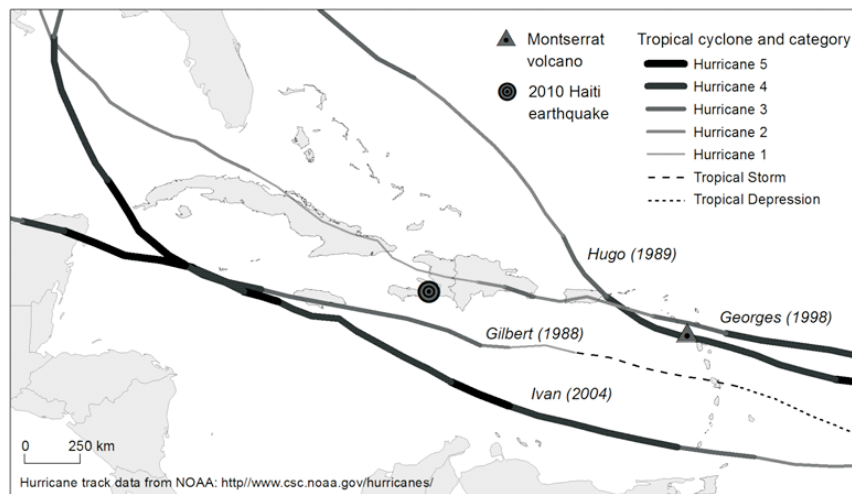 Montserrat
volcano
2010 Haiti
earthquake
Tropical cyclone and category
Hurricane 5
Hurricane 4
Hurricane 3
Hurricane 2
Hurricane 1
Tropical Storm
Tropical Depression
Hugo (1989)
Georges (1998)
Gilbert (1988)
Ivan (2004)
0 250 km
Hurricane track data from NOAA: http//www.csc.noaa.gov/hurricanes/